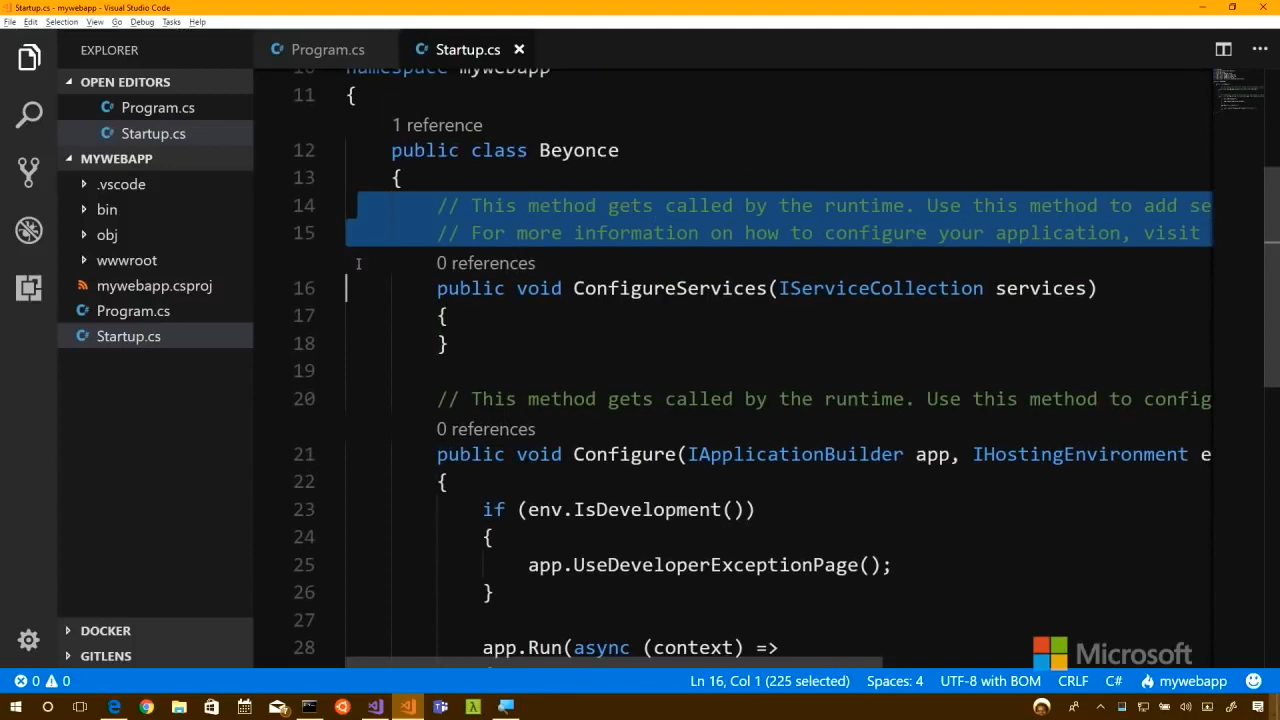 Startup.cs - mywebapp - Visual Studio Code
File Edit Selection View Go Debug Tasks Help
EXPLORER
OPEN EDITORS
Program.cs
Startup.cs
MYWEBAPP
.vscode
bin
obj
wwwroot
mywebapp.csproj
Program.cs
Startup.cs
DOCKER
GITLENS
Program.cs Startup.cs
10 namespace mywebapp
11 {
1 reference
12 public class Beyonce
13 {
14 // This method gets called by the runtime. Use this method to add se
15 // For more information on how to configure your application, visit
0 references
16 public void ConfigureServices(IServiceCollection services)
17 {
18 }
19
20 // This method gets called by the runtime. Use this method to config
0 references
21 public void Configure(IApplicationBuilder app, IHostingEnvironment e
22 {
23 if (env.IsDevelopment())
24 {
25 app.UseDeveloperExceptionPage();
26 }
27
28 app.Run(async (context) =>
Microsoft
0 0 Ln 16, Col 1 (225 selected) Spaces: 4 UTF-8 with BOM CRLF C# mywebapp